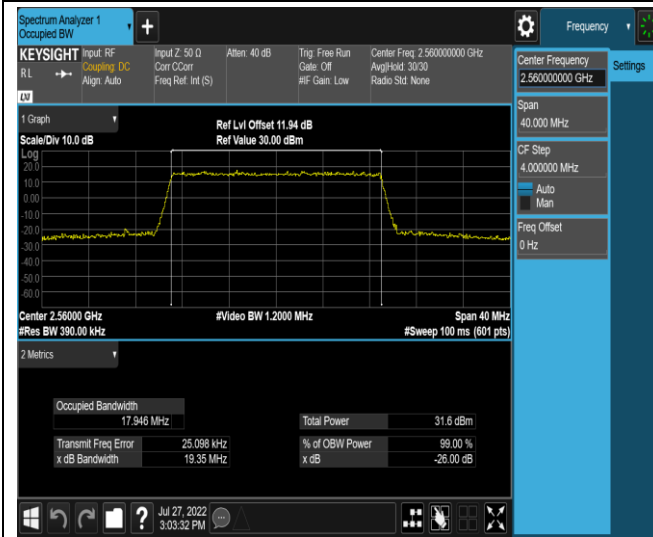 Spectrum Analyzer 1
Occupied BW
Frequency
KEYSIGHT
RL
LXI
Input: RF
Coupling: DC
Align: Auto
Input Z: 50 Ω
Corr CCorr
Freq Ref: Int (S)
Atten: 40 dB
Trig: Free Run
Gate: Off
#IF Gain: Low
Center Freq: 2.560000000 GHz
Avg|Hold: 30/30
Radio Std: None
Center Frequency
2.560000000 GHz
Settings
Span
40.000 MHz
CF Step
4.000000 MHz
Auto
Man
Freq Offset
0 Hz
1 Graph
Scale/Div 10.0 dB
Ref Lvl Offset 11.94 dB
Ref Value 30.00 dBm
Log
20.0
10.0
0.00
-10.0
-20.0
-30.0
-40.0
-50.0
-60.0
Center 2.56000 GHz
#Video BW 1.2000 MHz
Span 40 MHz
#Res BW 390.00 kHz
#Sweep 100 ms (601 pts)
2 Metrics
Occupied Bandwidth
17.946 MHz
Total Power 31.6 dBm
Transmit Freq Error 25.098 kHz
% of OBW Power 99.00 %
x dB Bandwidth 19.35 MHz
x dB -26.00 dB
?
Jul 27, 2022
3:03:32 PM